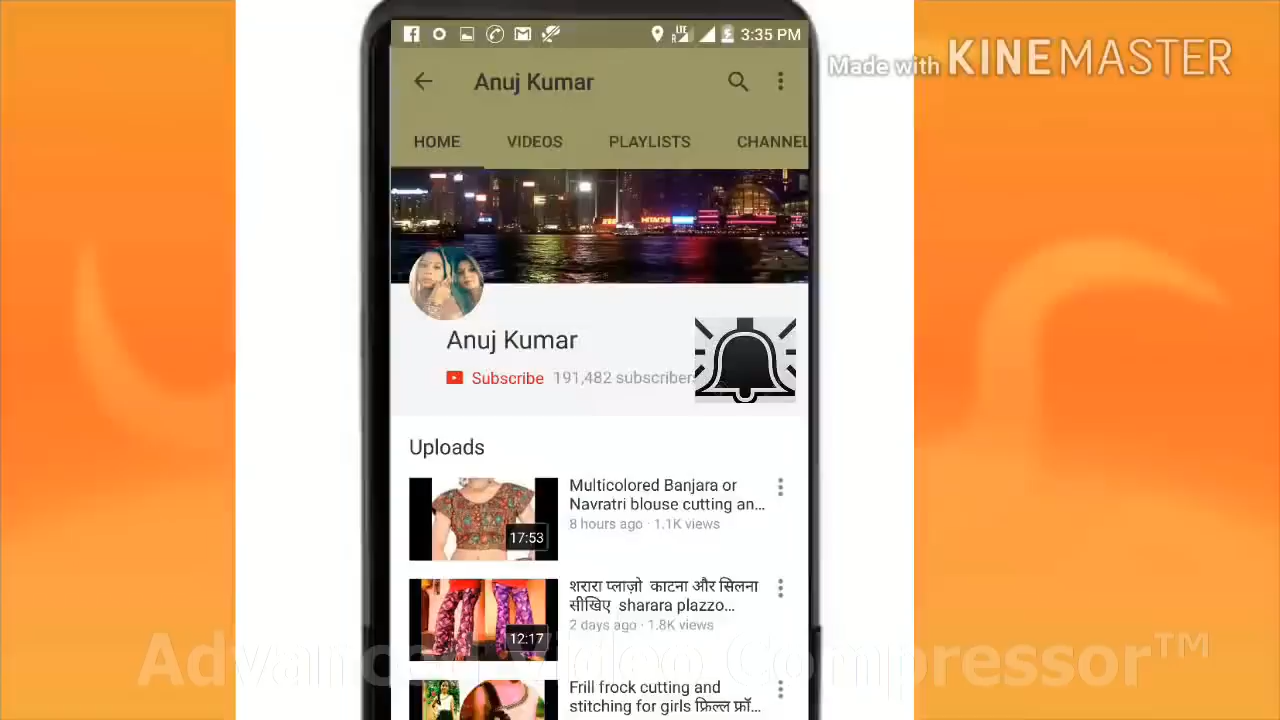 3:35 PM
Made with KINEMASTER
Anuj Kumar
HOME VIDEOS PLAYLISTS CHANNEL
HITACHI
Anuj Kumar
Subscribe 191,482 subscriber
Uploads
Multicolored Banjara or
Navratri blouse cutting an...
8 hours ago · 1.1K views
17:53
शरारा प्लाज़ो काटना और सिलना
सीखिए sharara plazzo...
2 days ago · 1.8K views
12:17
Advanced Video Compressor™
Frill frock cutting and
stitching for girls फ्रिल्ल फ्रॉ...